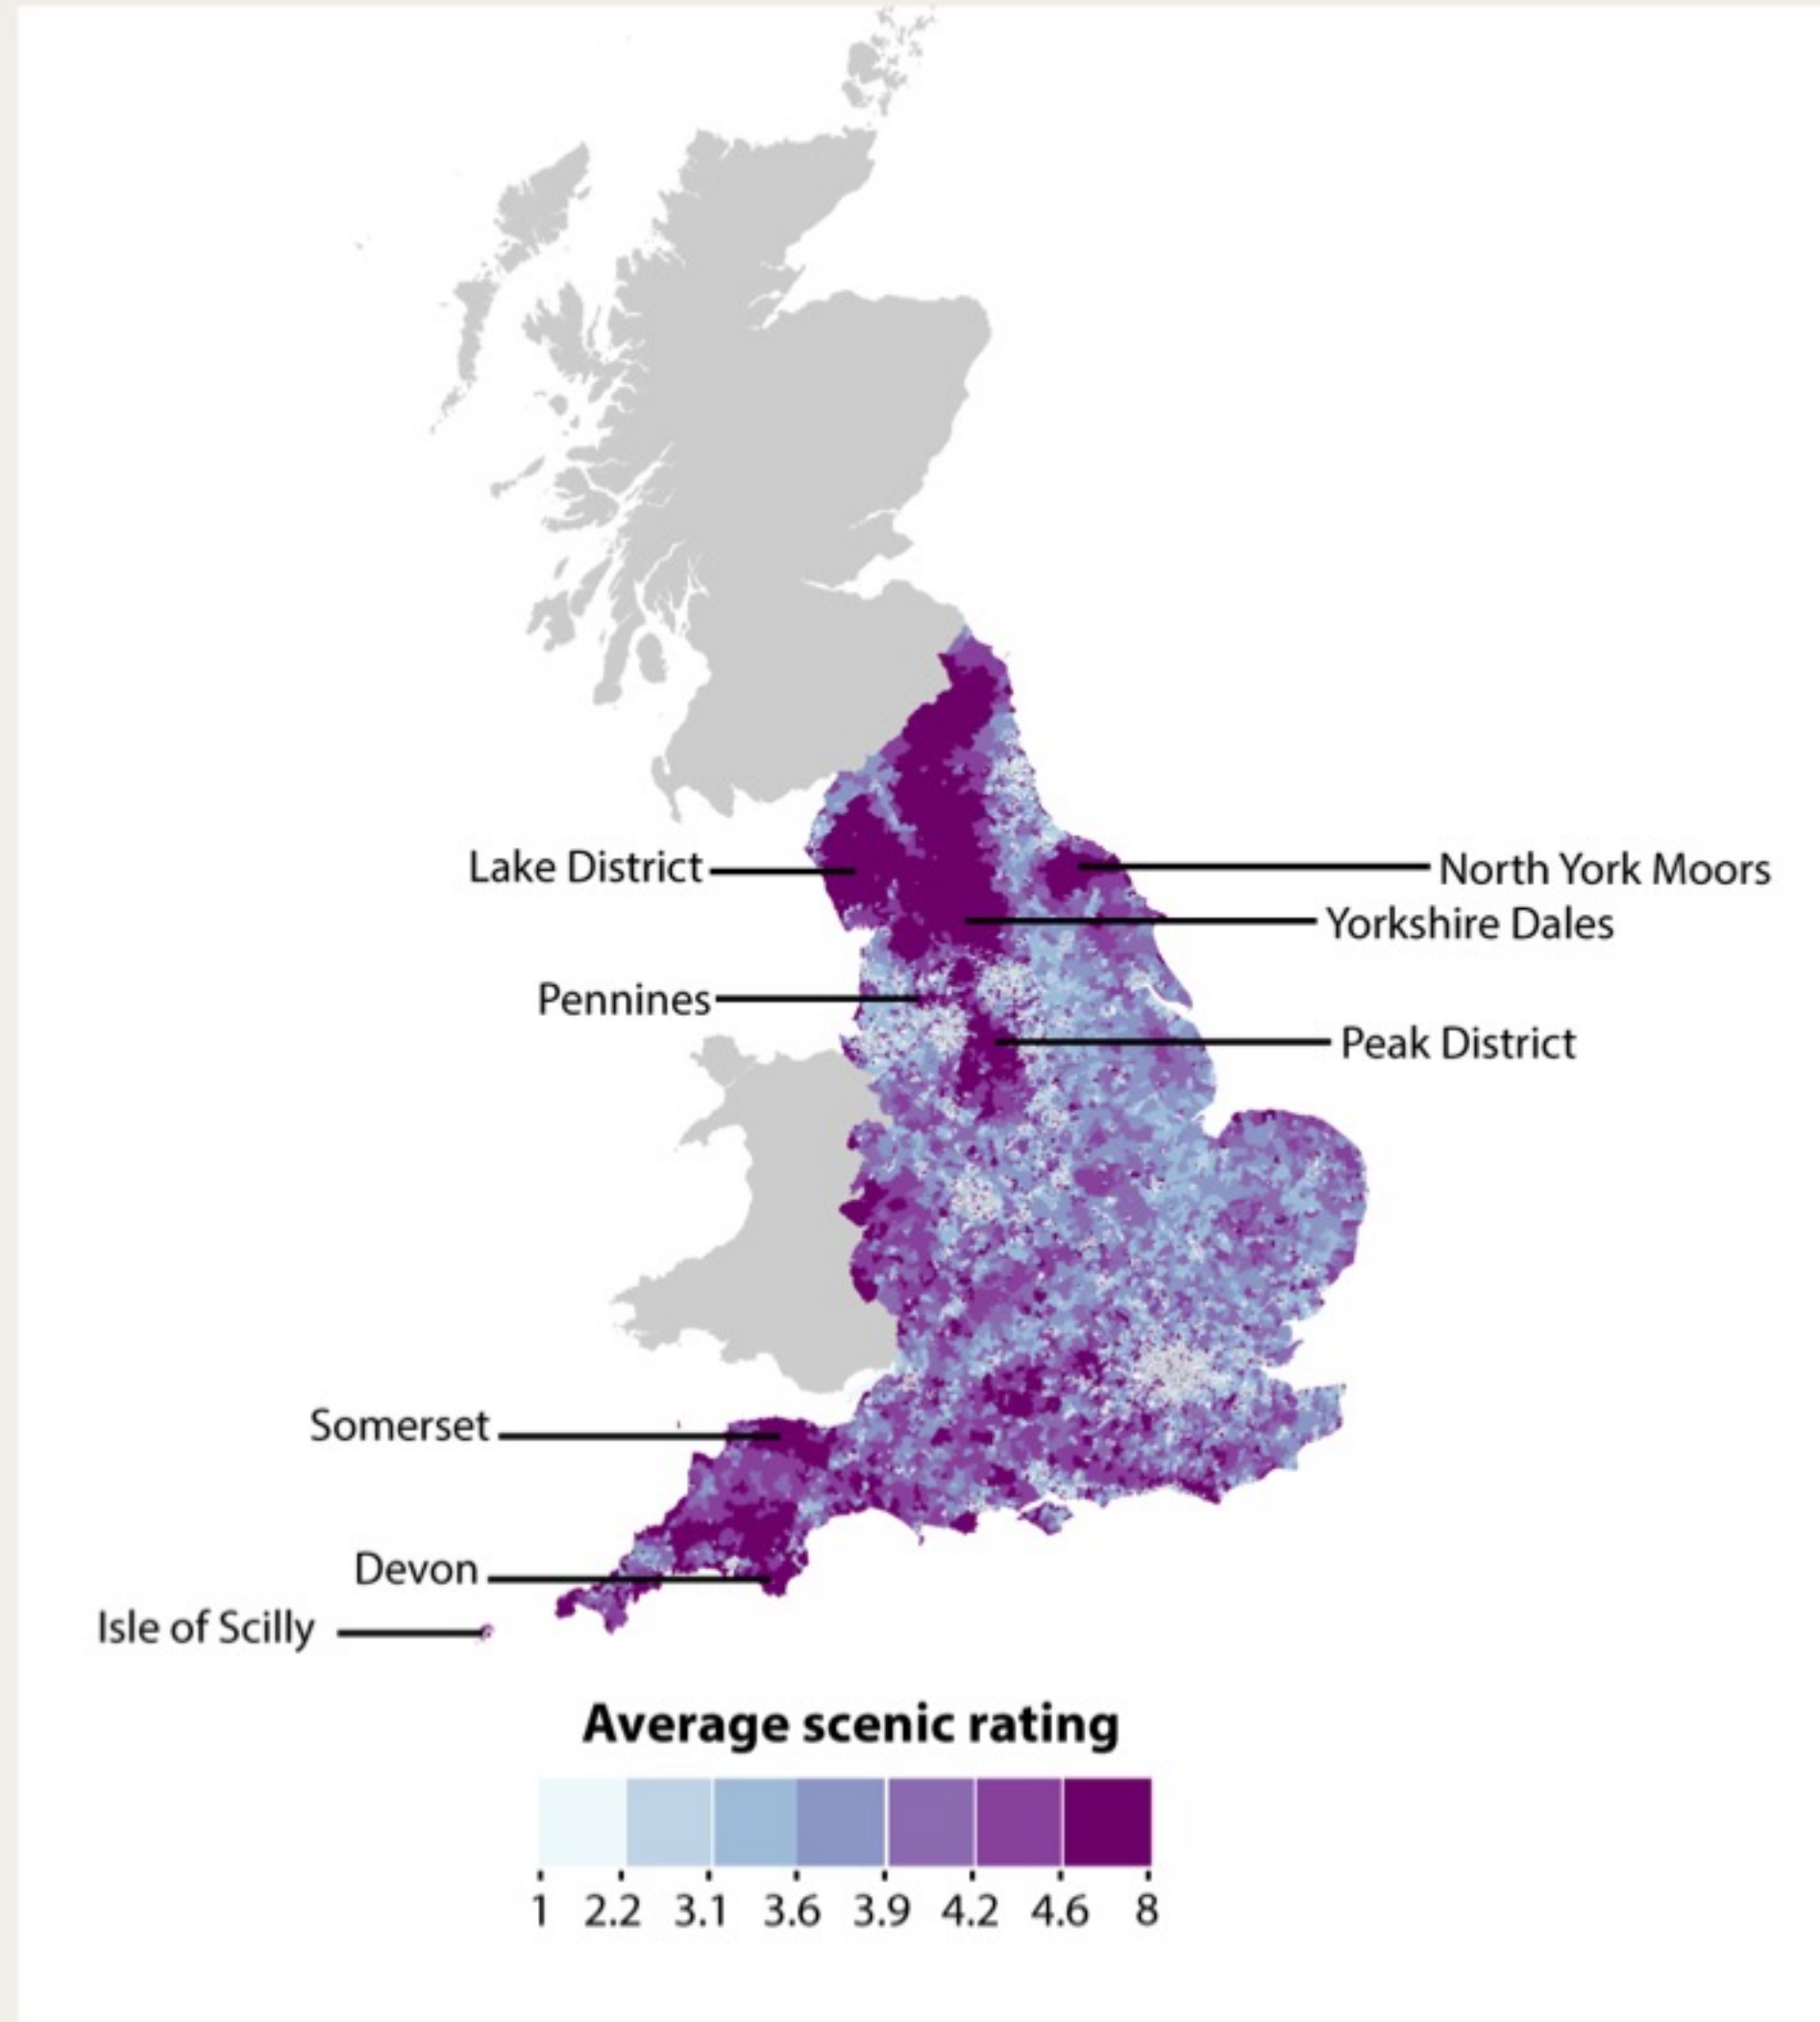 Lake District
North York Moors
Yorkshire Dales
Pennines
Peak District
Somerset
Devon
Isle of Scilly
Average scenic rating
1 2.2 3.1 3.6 3.9 4.2 4.6 8